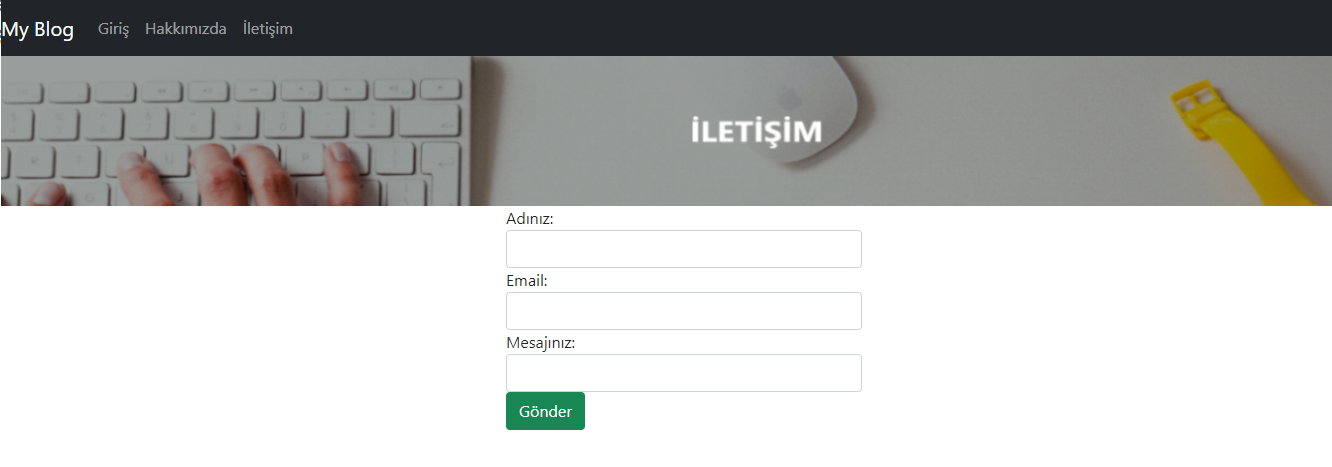 My Blog Giriş Hakkımızda İletişim
İLETİŞİM
Adınız:
Email:
Mesajınız:
Gönder